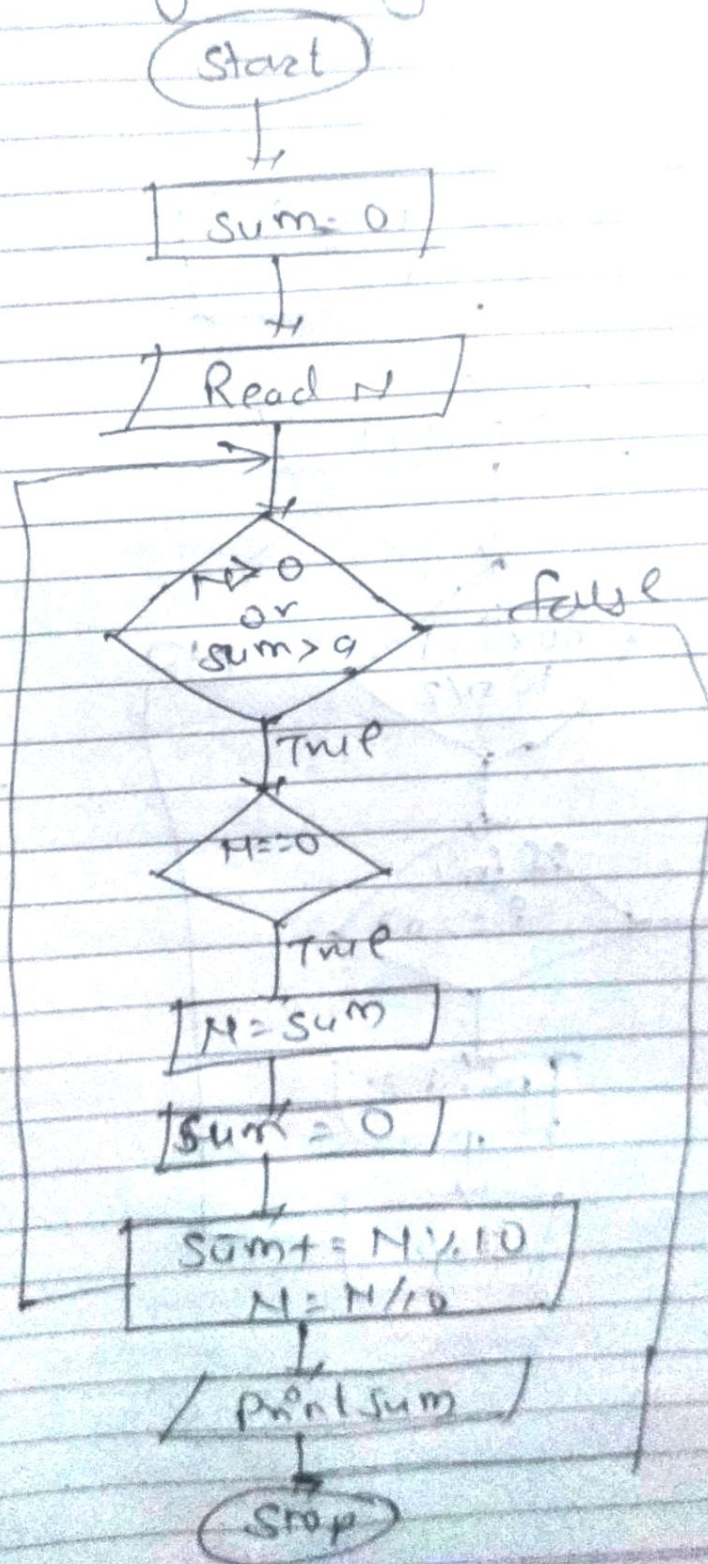 Start
sum = 0
Read N
N > 0
or
sum > 9
false
True
N==0
True
N = sum
sum = 0
sum+ = N % 10
N = N/10
print sum
Stop